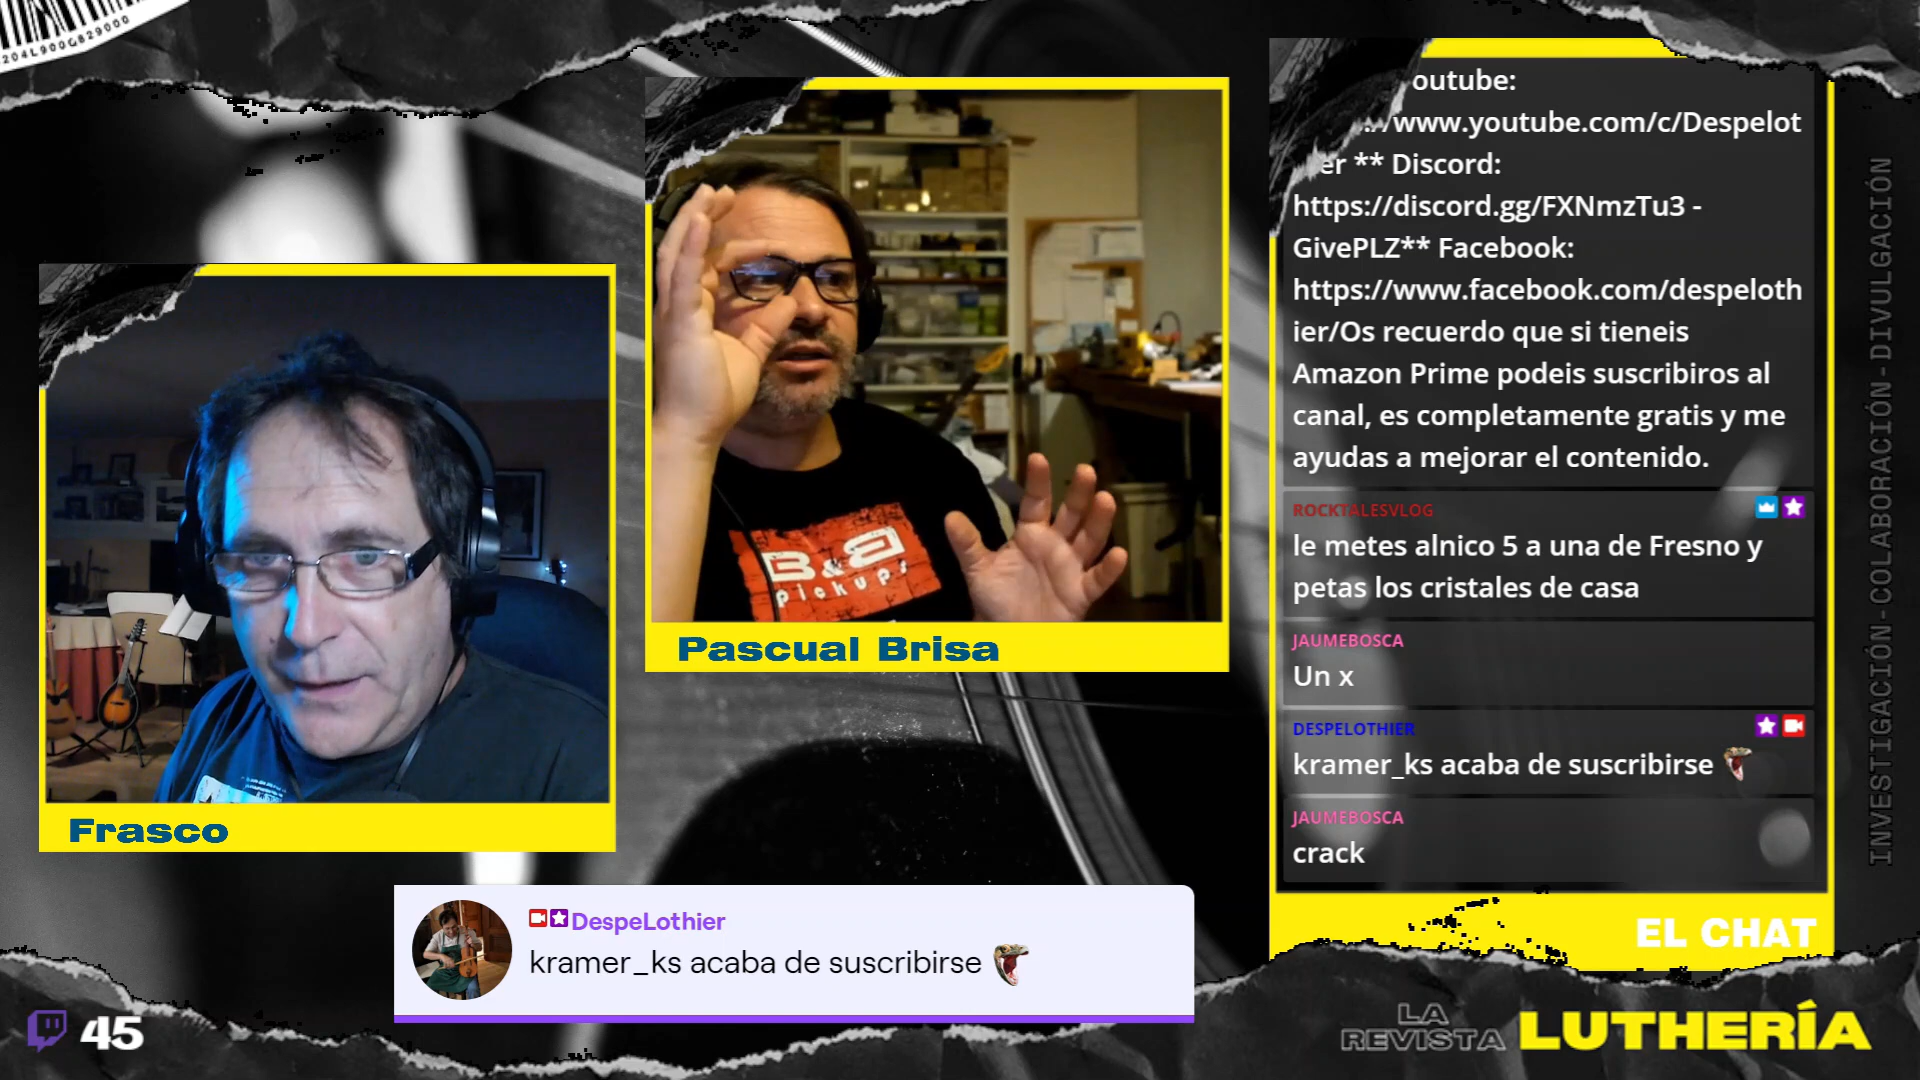 204L900G829000
Frasco
B&B
Pickups
Pascual Brisa
outube:
www.youtube.com/c/Despelot
er ** Discord:
https://discord.gg/FXNmzTu3 -
GivePLZ** Facebook:
https://www.facebook.com/despeloth
ier/Os recuerdo que si tieneis
Amazon Prime podeis suscribiros al
canal, es completamente gratis y me
ayudas a mejorar el contenido.
ROCKTALESVLOG
le metes alnico 5 a una de Fresno y
petas los cristales de casa
JAUMEBOSCA
Un x
DESPELOTHIER
kramer_ks acaba de suscribirse
JAUMEBOSCA
crack
EL CHAT
INVESTIGACIÓN-COLABORACIÓN-DIVULGACIÓN
DespeLothier
kramer_ks acaba de suscribirse
45
LA
REVISTA
LUTHERÍA